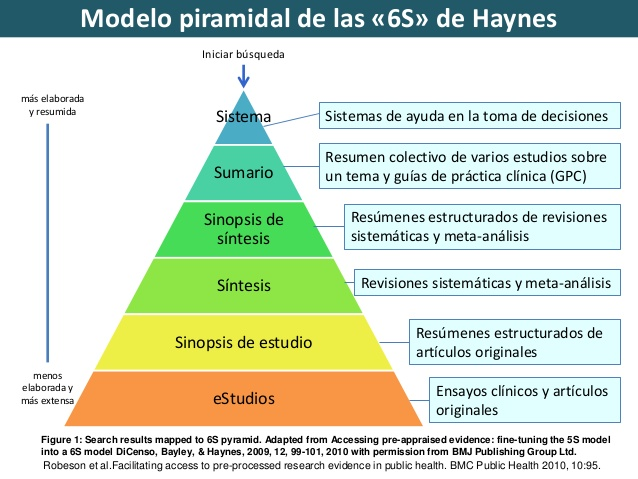 Modelo piramidal de las «6S» de Haynes
Iniciar búsqueda
más elaborada
y resumida
Sistema
Sistemas de ayuda en la toma de decisiones
Sumario
Resumen colectivo de varios estudios sobre
un tema y guías de práctica clínica (GPC)
Sinopsis de
síntesis
Resúmenes estructurados de revisiones
sistemáticas y meta-análisis
Síntesis
Revisiones sistemáticas y meta-análisis
Sinopsis de estudio
Resúmenes estructurados de
artículos originales
menos
elaborada y
más extensa
eStudios
Ensayos clínicos y artículos
originales
Figure 1: Search results mapped to 6S pyramid. Adapted from Accessing pre-appraised evidence: fine-tuning the 5S model
into a 6S model DiCenso, Bayley, & Haynes, 2009, 12, 99-101, 2010 with permission from BMJ Publishing Group Ltd.
Robeson et al.Facilitating access to pre-processed research evidence in public health. BMC Public Health 2010, 10:95.